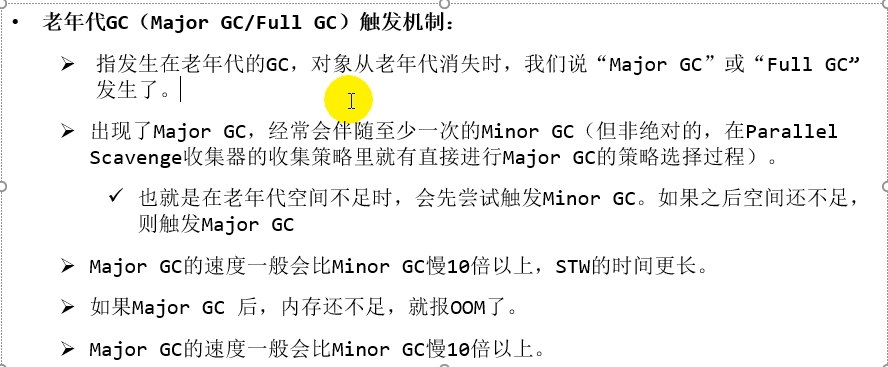 • 老年代GC（Major GC/Full GC）触发机制：
➢ 指发生在老年代的GC，对象从老年代消失时，我们说“Major GC”或“Full GC”
发生了。
➢ 出现了Major GC，经常会伴随至少一次的Minor GC（但非绝对的，在Parallel
Scavenge收集器的收集策略里就有直接进行Major GC的策略选择过程）。
✓ 也就是在老年代空间不足时，会先尝试触发Minor GC。如果之后空间还不足，
则触发Major GC
➢ Major GC的速度一般会比Minor GC慢10倍以上，STW的时间更长。
➢ 如果Major GC 后，内存还不足，就报OOM了。
➢ Major GC的速度一般会比Minor GC慢10倍以上。